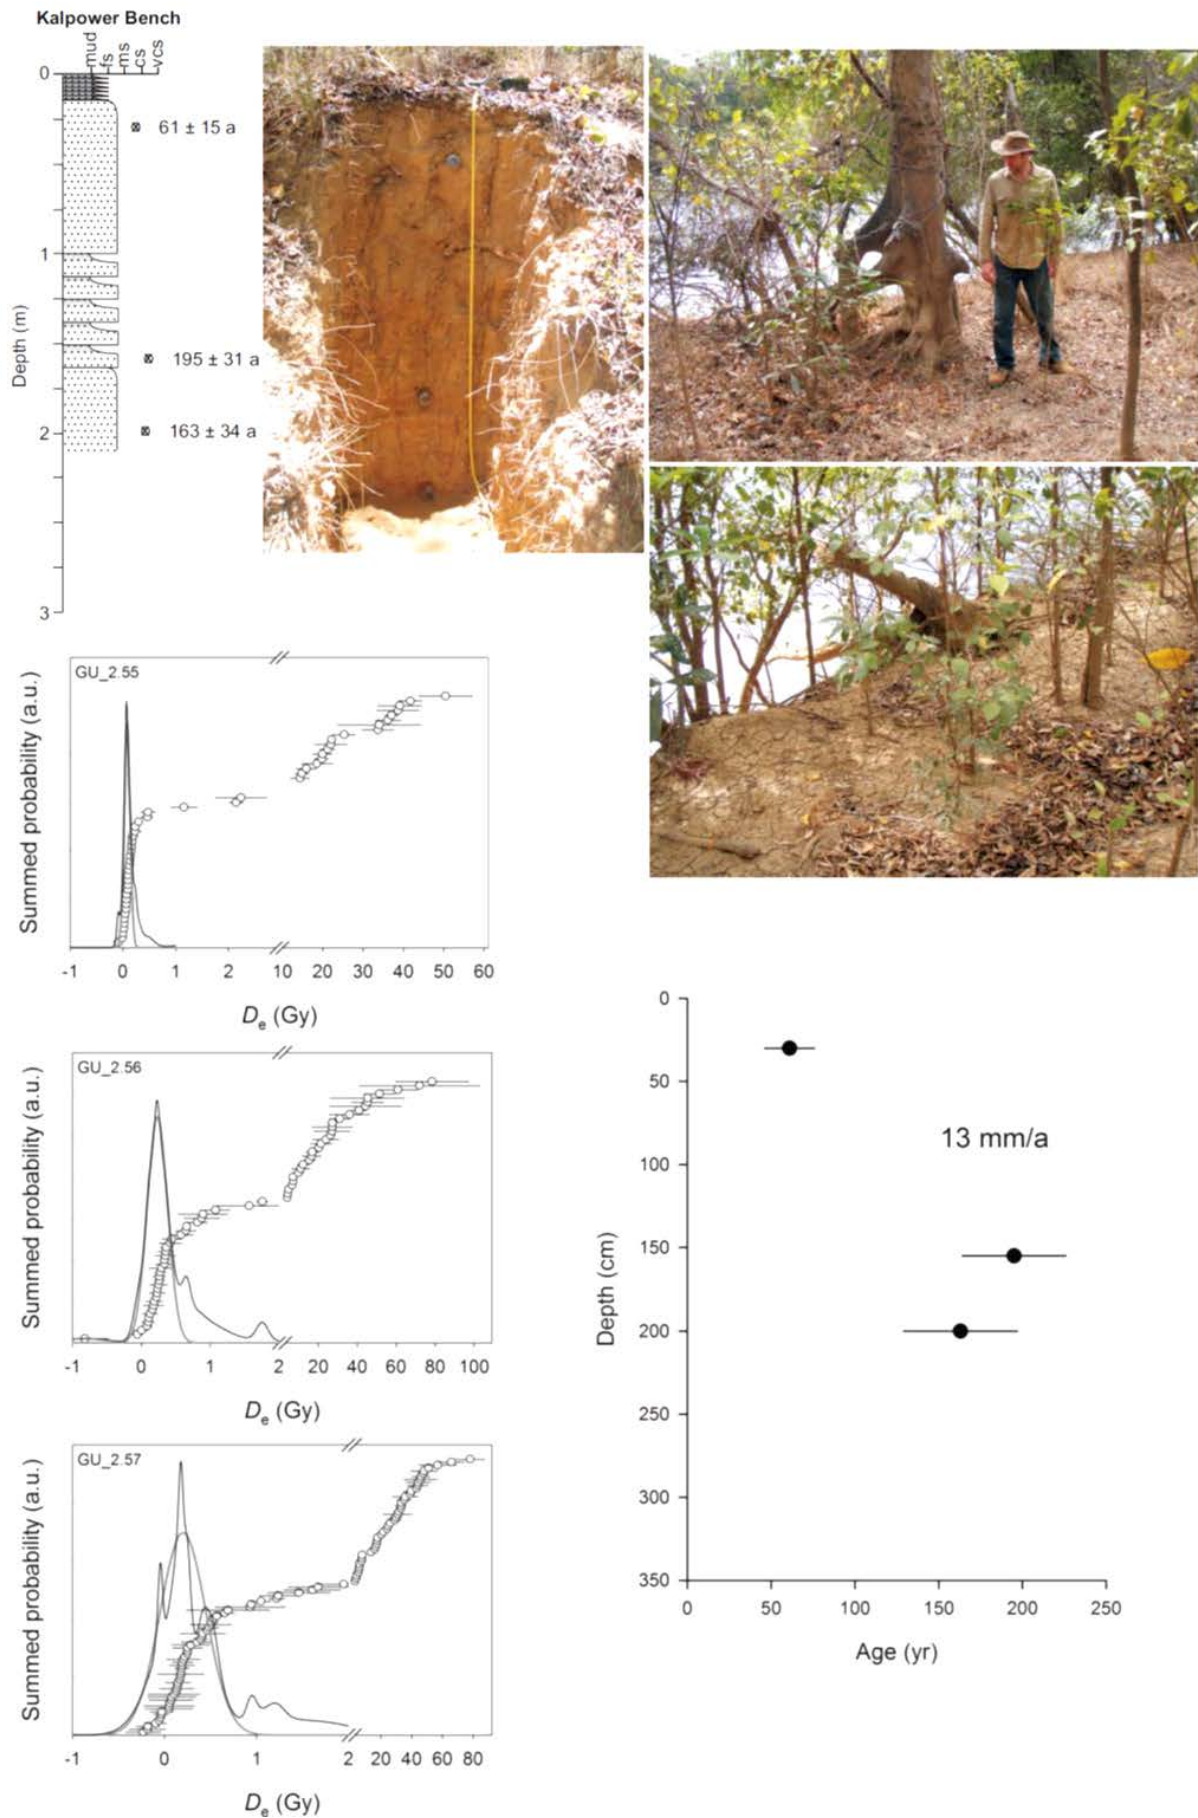 Kalpower Bench
mud
fs
ms
cs
vcs
0
61 ± 15 a
1
Depth (m)
195 ± 31 a
163 ± 34 a
2
3
GU_2.55
Summed probability (a.u.)
-1 0 1 2 10 20 30 40 50 60
De (Gy)
GU_2.56
Summed probability (a.u.)
-1 0 1 2 20 40 60 80 100
De (Gy)
GU_2.57
Summed probability (a.u.)
-1 0 1 2 20 40 60 80
De (Gy)
0
50
13 mm/a
100
150
Depth (cm)
200
250
300
350
0 50 100 150 200 250
Age (yr)